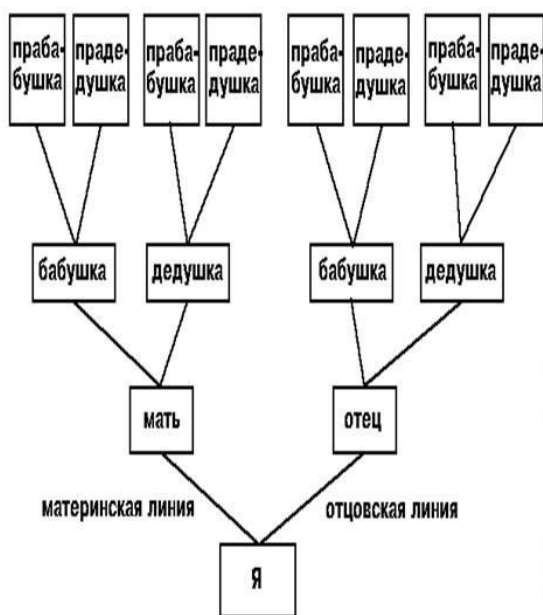 праба-
бушка
праде-
душка
праба-
бушка
праде-
душка
праба-
бушка
праде-
душка
праба-
бушка
праде-
душка
бабушка
дедушка
бабушка
дедушка
мать
отец
материнская линия
отцовская линия
Я